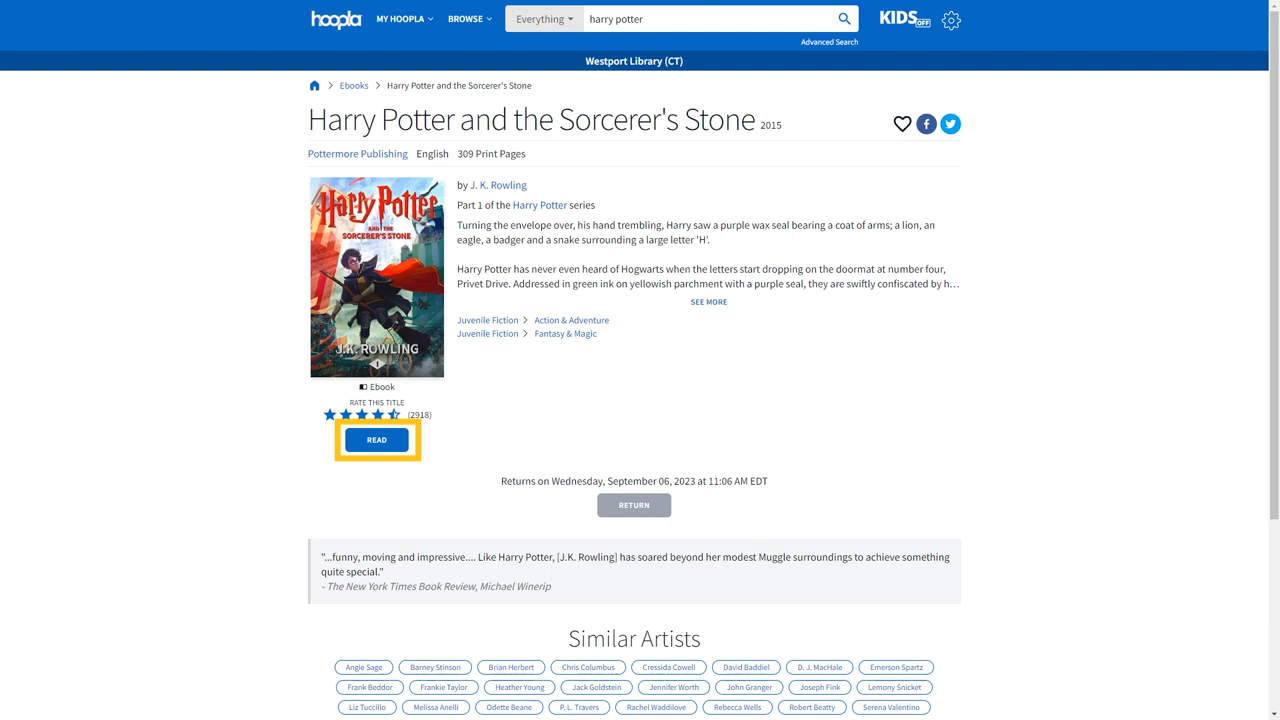 hoopla MY HOOPLA BROWSE Everything harry potter KIDS OFF
Advanced Search
Westport Library (CT)
Ebooks Harry Potter and the Sorcerer's Stone
Harry Potter and the Sorcerer's Stone 2015
Pottermore Publishing English 309 Print Pages
Harry Potter
AND THE
SORCERER'S STONE
J.K. ROWLING
1
Ebook
RATE THIS TITLE
(2918)
READ
by J. K. Rowling
Part 1 of the Harry Potter series
Turning the envelope over, his hand trembling, Harry saw a purple wax seal bearing a coat of arms; a lion, an
eagle, a badger and a snake surrounding a large letter 'H'.
Harry Potter has never even heard of Hogwarts when the letters start dropping on the doormat at number four,
Privet Drive. Addressed in green ink on yellowish parchment with a purple seal, they are swiftly confiscated by h...
SEE MORE
Juvenile Fiction > Action & Adventure
Juvenile Fiction > Fantasy & Magic
Returns on Wednesday, September 06, 2023 at 11:06 AM EDT
RETURN
"...funny, moving and impressive.... Like Harry Potter, [J.K. Rowling] has soared beyond her modest Muggle surroundings to achieve something
quite special."
- The New York Times Book Review, Michael Winerip
Similar Artists
Angie Sage Barney Stinson Brian Herbert Chris Columbus Cressida Cowell David Baddiel D. J. MacHale Emerson Spartz
Frank Beddor Frankie Taylor Heather Young Jack Goldstein Jennifer Worth John Granger Joseph Fink Lemony Snicket
Liz Tuccillo Melissa Anelli Odette Beane P. L. Travers Rachel Waddilove Rebecca Wells Robert Beatty Serena Valentino